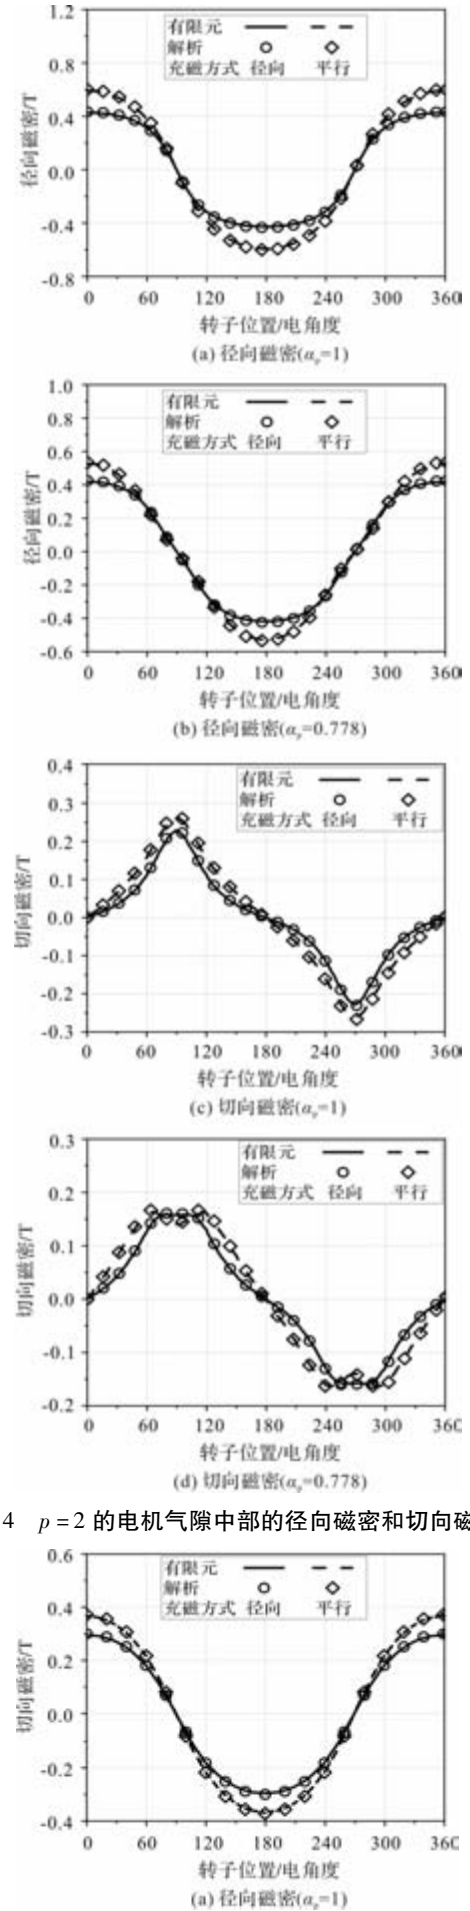 1.2
0.8
0.4
0.0
-0.4
-0.8
径向磁密/T
有限元
解析
充磁方式 径向 平行
0 60 120 180 240 300 360
转子位置/电角度
(a) 径向磁密(αp=1)
1.0
0.8
0.6
0.4
0.2
0.0
-0.2
-0.4
-0.6
径向磁密/T
有限元
解析
充磁方式 径向 平行
0 60 120 180 240 300 360
转子位置/电角度
(b) 径向磁密(αp=0.778)
0.4
0.3
0.2
0.1
0.0
-0.1
-0.2
-0.3
切向磁密/T
有限元
解析
充磁方式 径向 平行
0 60 120 180 240 300 360
转子位置/电角度
(c) 切向磁密(αp=1)
0.3
0.2
0.1
0.0
-0.1
-0.2
切向磁密/T
有限元
解析
充磁方式 径向 平行
0 60 120 180 240 300 360
转子位置/电角度
(d) 切向磁密(αp=0.778)
4 p = 2 的电机气隙中部的径向磁密和切向磁
0.6
0.4
0.2
0.0
-0.2
-0.4
切向磁密/T
有限元
解析
充磁方式 径向 平行
0 60 120 180 240 300 360
转子位置/电角度
(a) 径向磁密(αp=1)